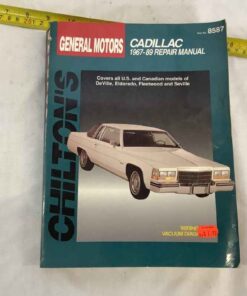 GENERAL MOTORS
CADILLAC
1967-89 REPAIR MANUAL
8587
Covers all U.S. and Canadian models of
DeVille, Eldorado, Fleetwood and Seville
CHILTON'S
VACUUM